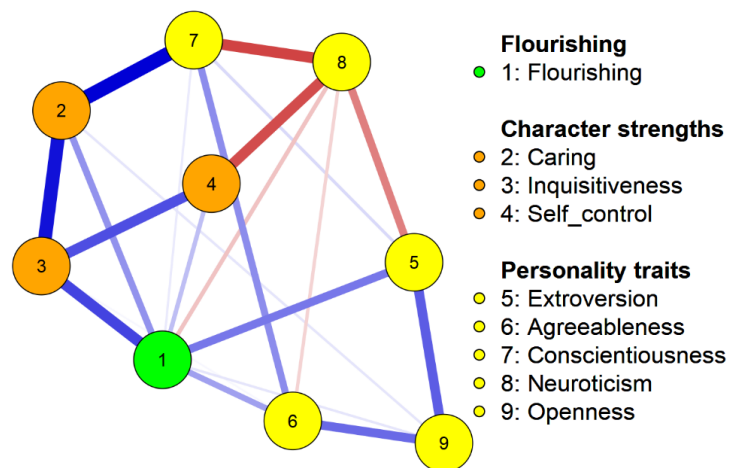 Flourishing
1: Flourishing
Character strengths
2: Caring
3: Inquisitiveness
4: Self_control
Personality traits
5: Extroversion
6: Agreeableness
7: Conscientiousness
8: Neuroticism
9: Openness
7
8
2
4
3
5
1
6
9